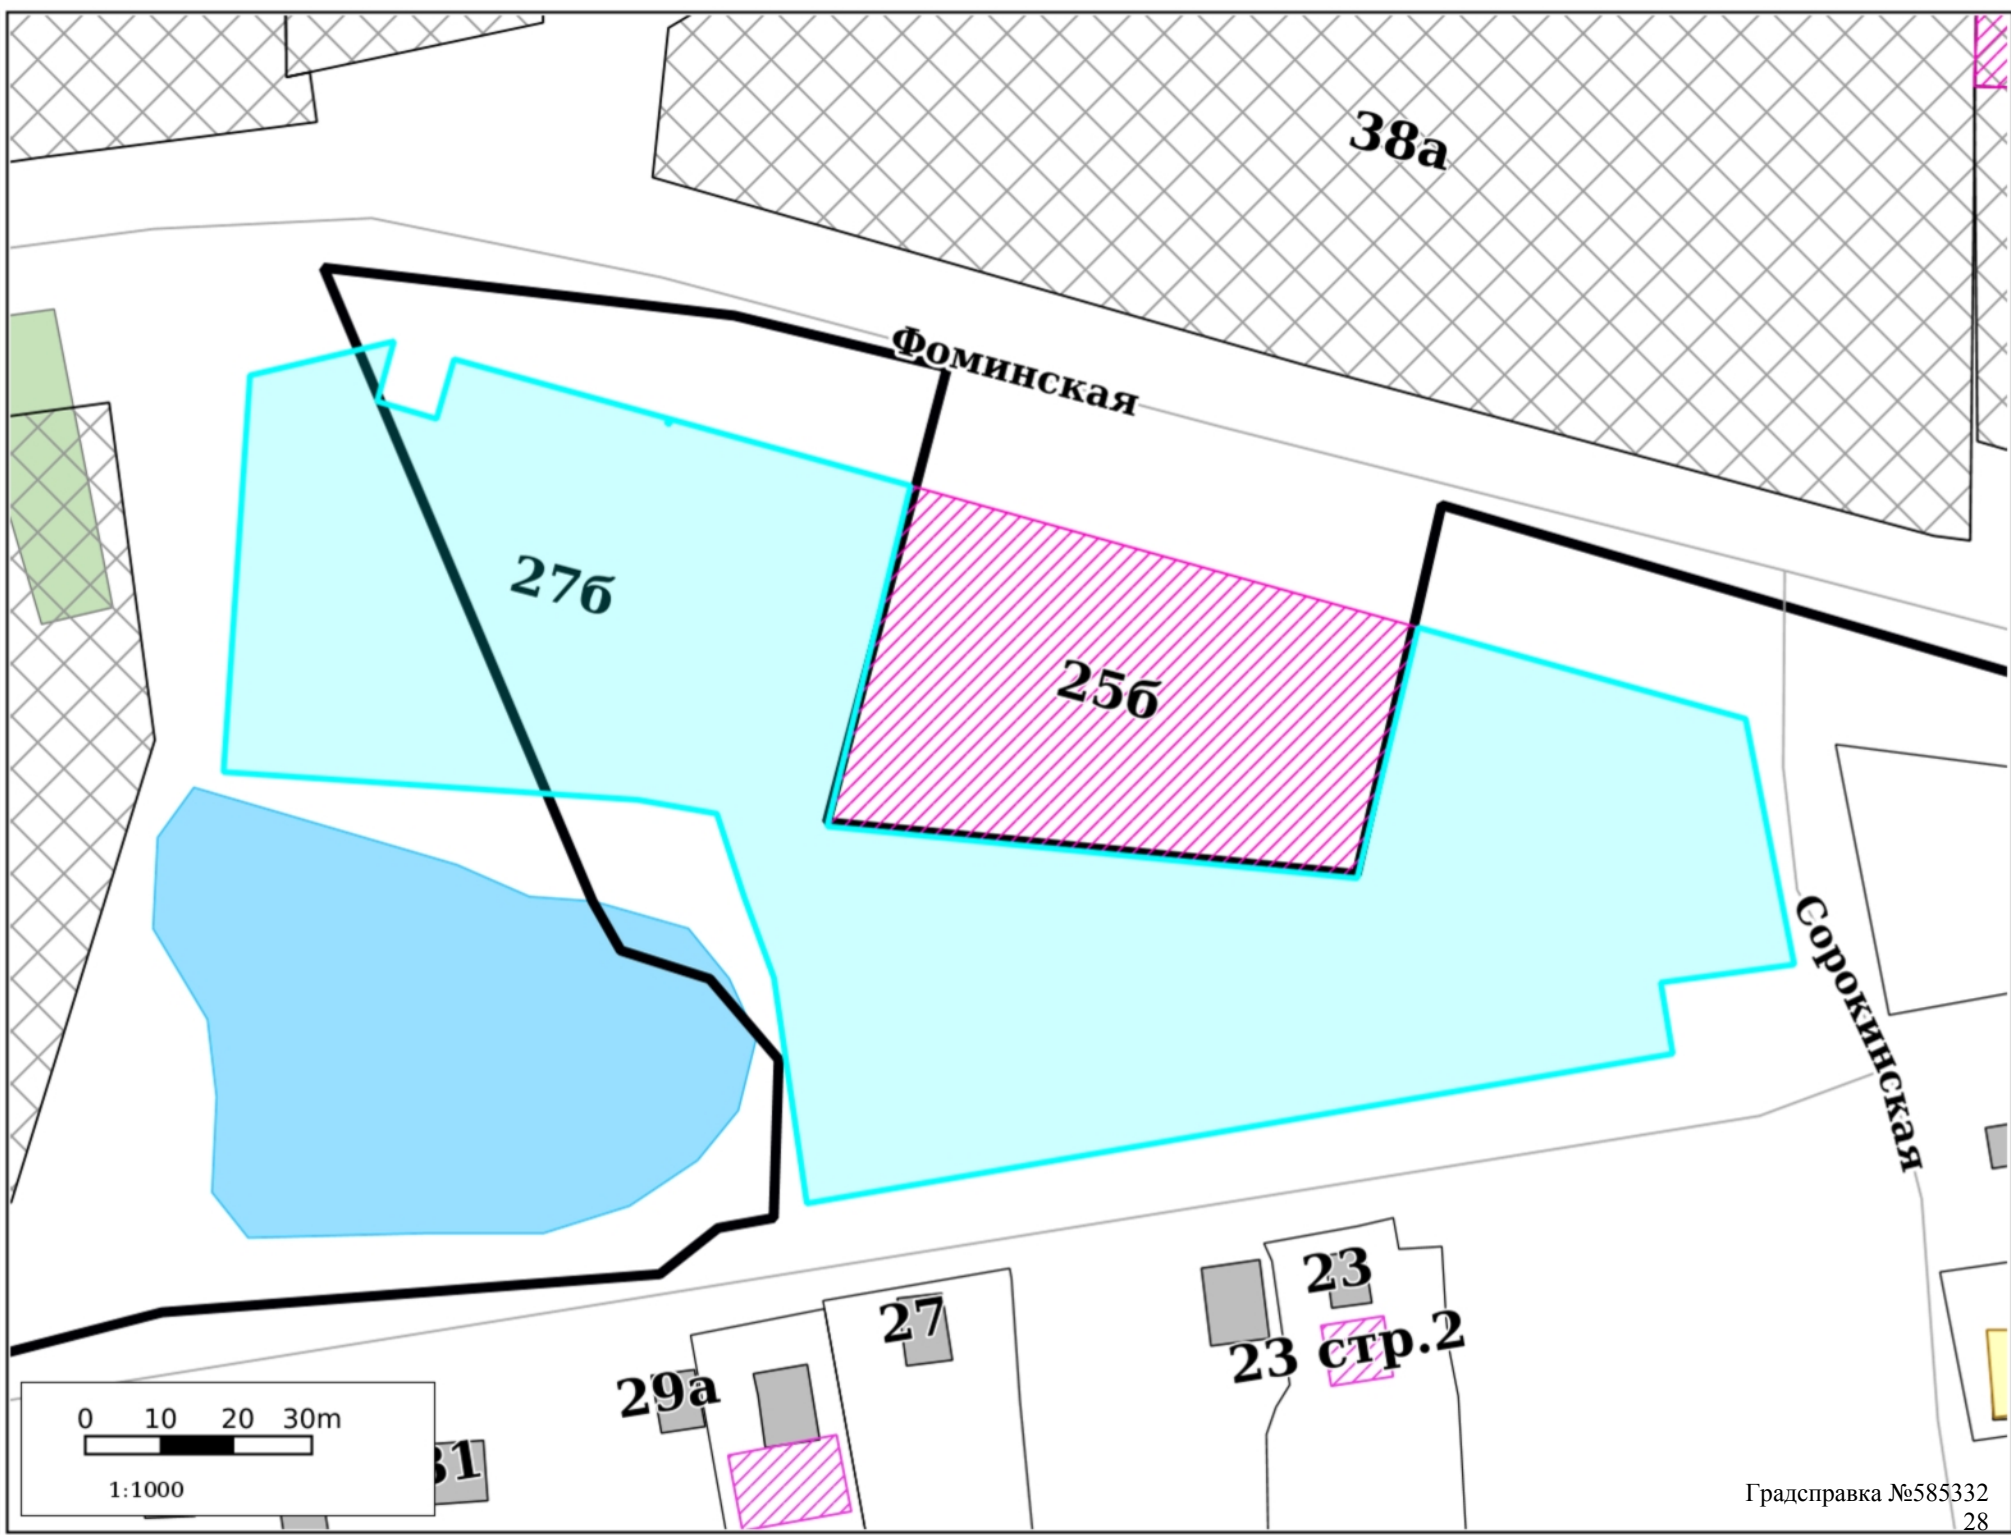 38а
Фоминская
27б
25б
Сорокинская
23
27
23 стр.2
29а
31
0 10 20 30m
1:1000
Градсправка №585332
28